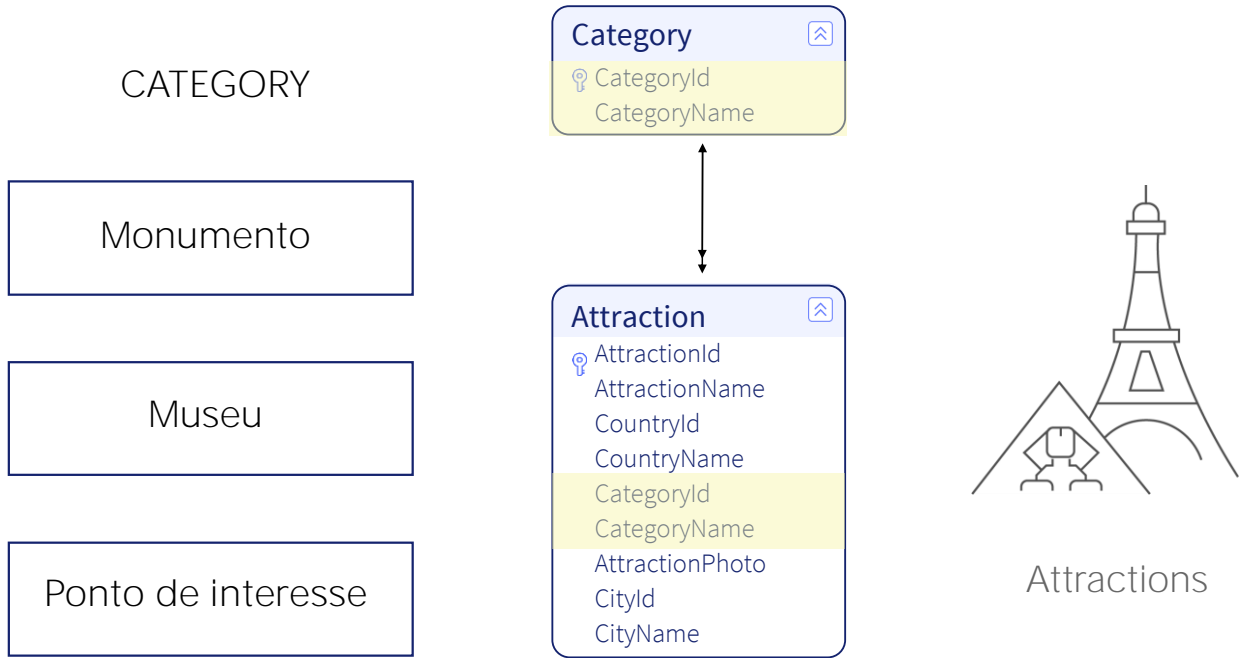 CATEGORY
Monumento
Museu
Ponto de interesse
Category
CategoryId
CategoryName
Attraction
AttractionId
AttractionName
CountryId
CountryName
CategoryId
CategoryName
AttractionPhoto
CityId
CityName
Attractions